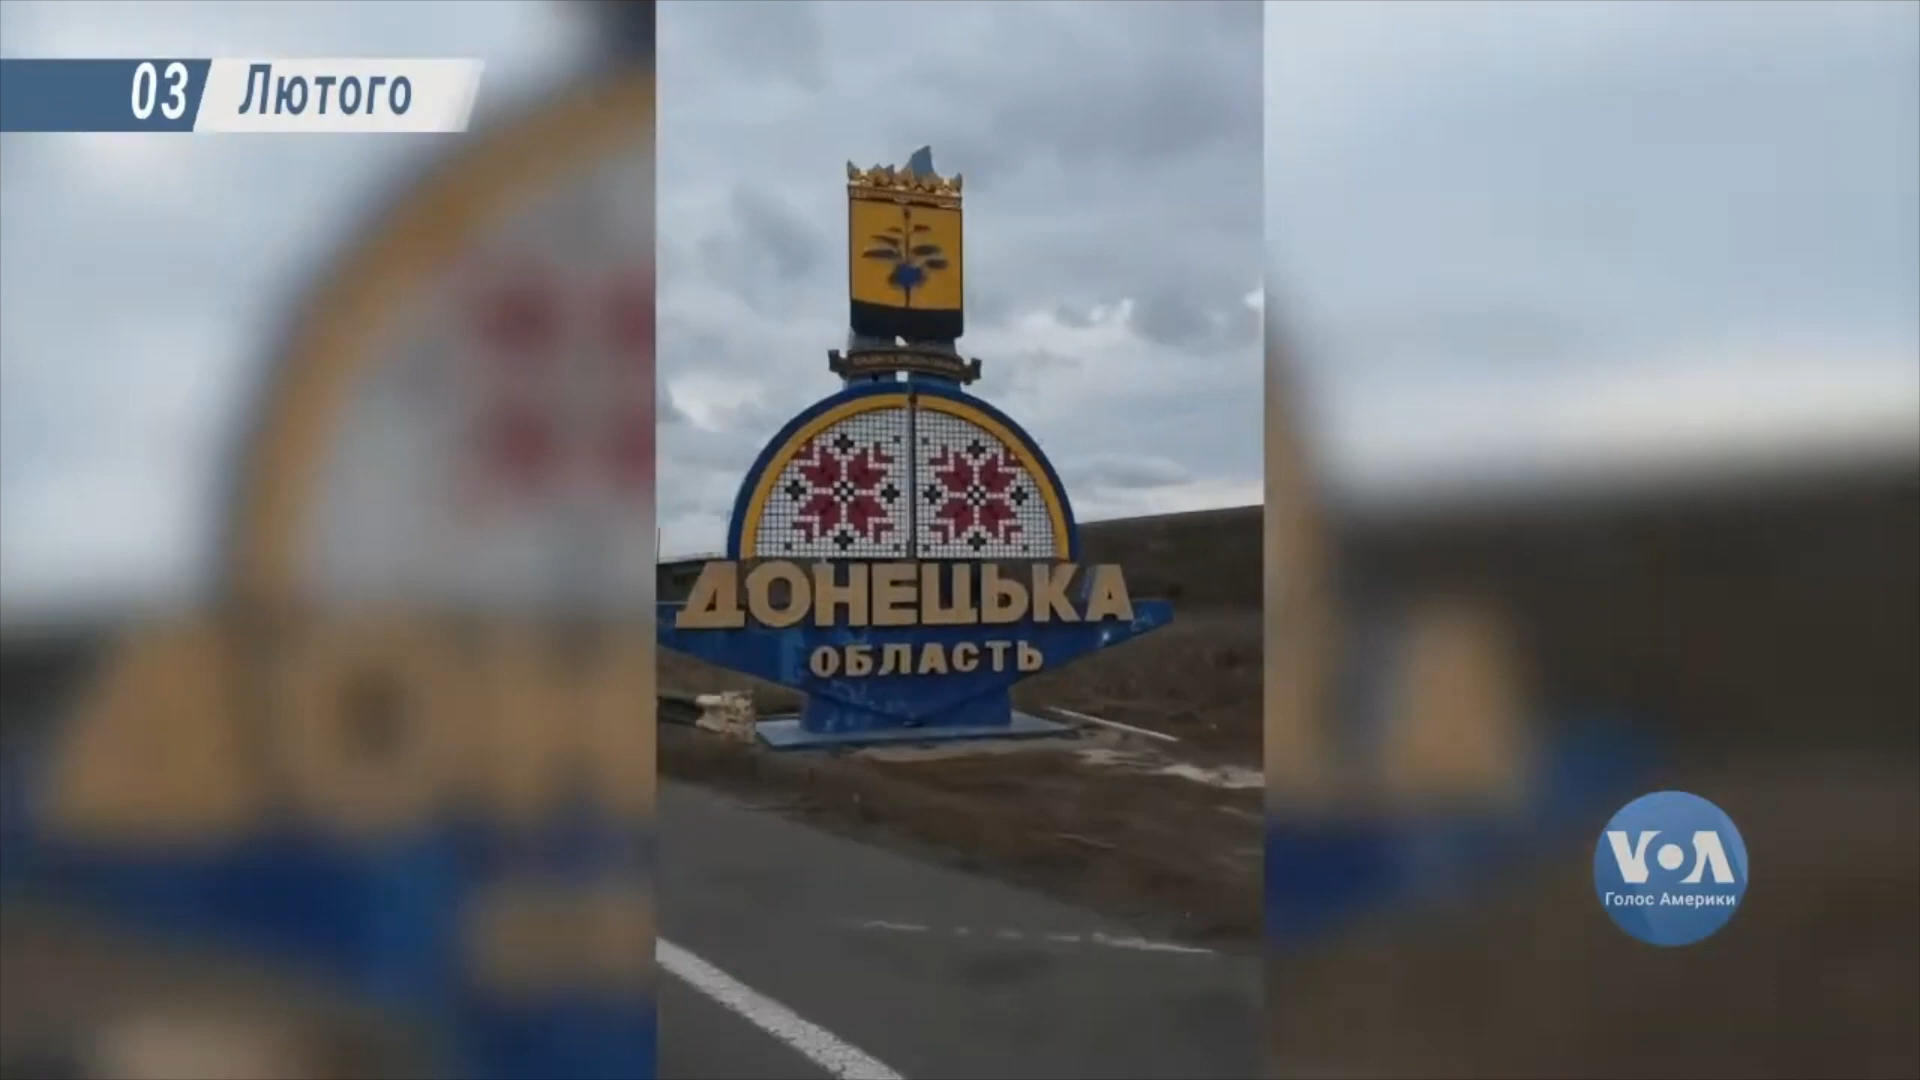 03 Лютого
ДОНЕЦЬКА
ОБЛАСТЬ
VOA
Голос Америки